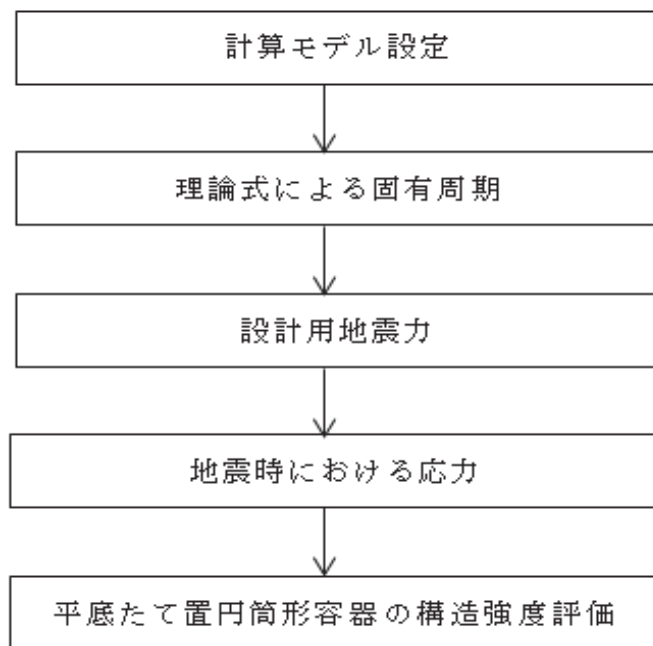 計算モデル設定
理論式による固有周期
設計用地震力
地震時における応力
平底たて置円筒形容器の構造強度評価